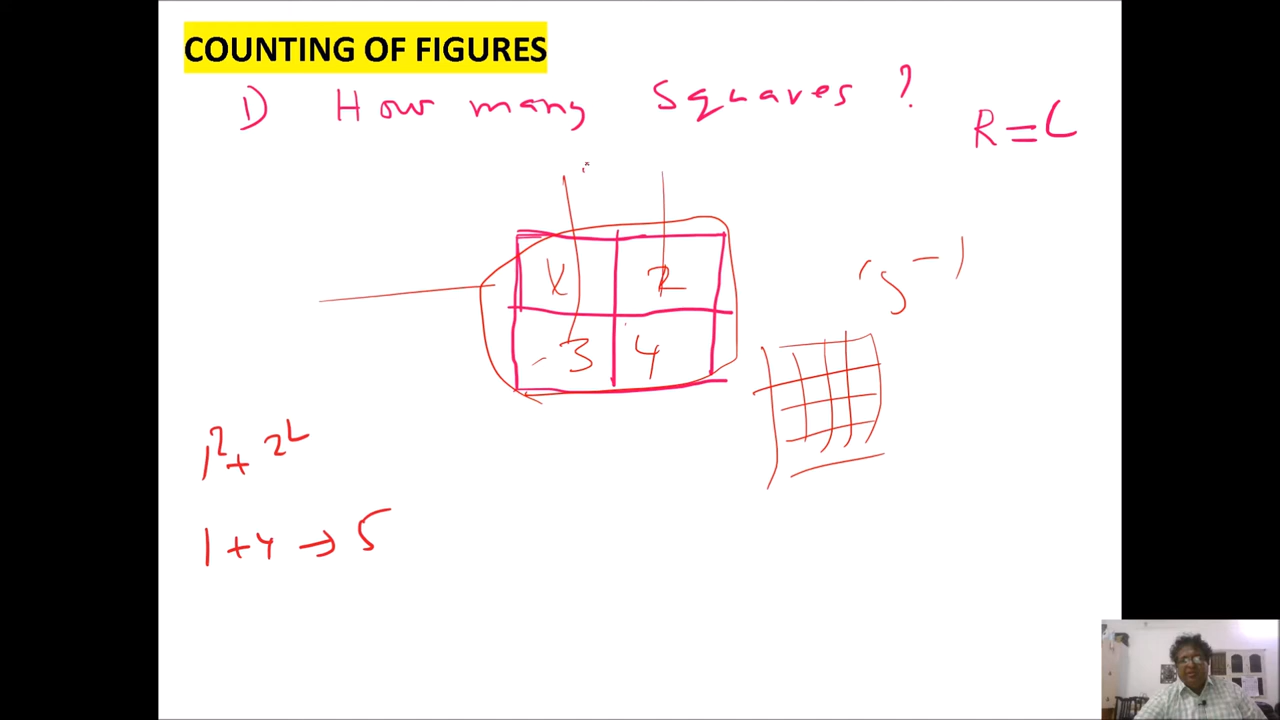 COUNTING OF FIGURES
1) How many Squares ?
R = C
1 2
3 4
1² + 2²
1 + 4 → 5